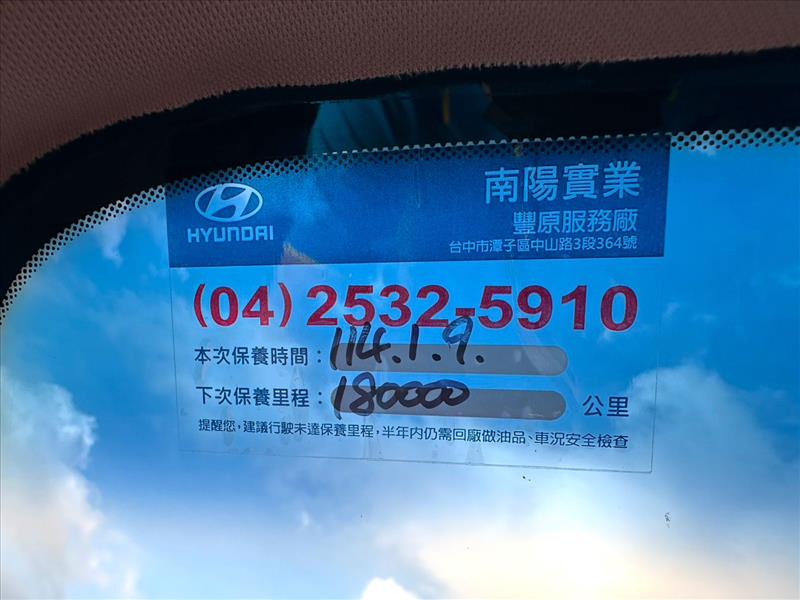 HYUNDAI
南陽實業
豐原服務廠
台中市潭子區中山路3段364號
(04) 2532-5910
本次保養時間：114.1.9.
下次保養里程：180000 公里
提醒您，建議行駛未達保養里程，半年內仍需回廠做油品、車況安全檢查